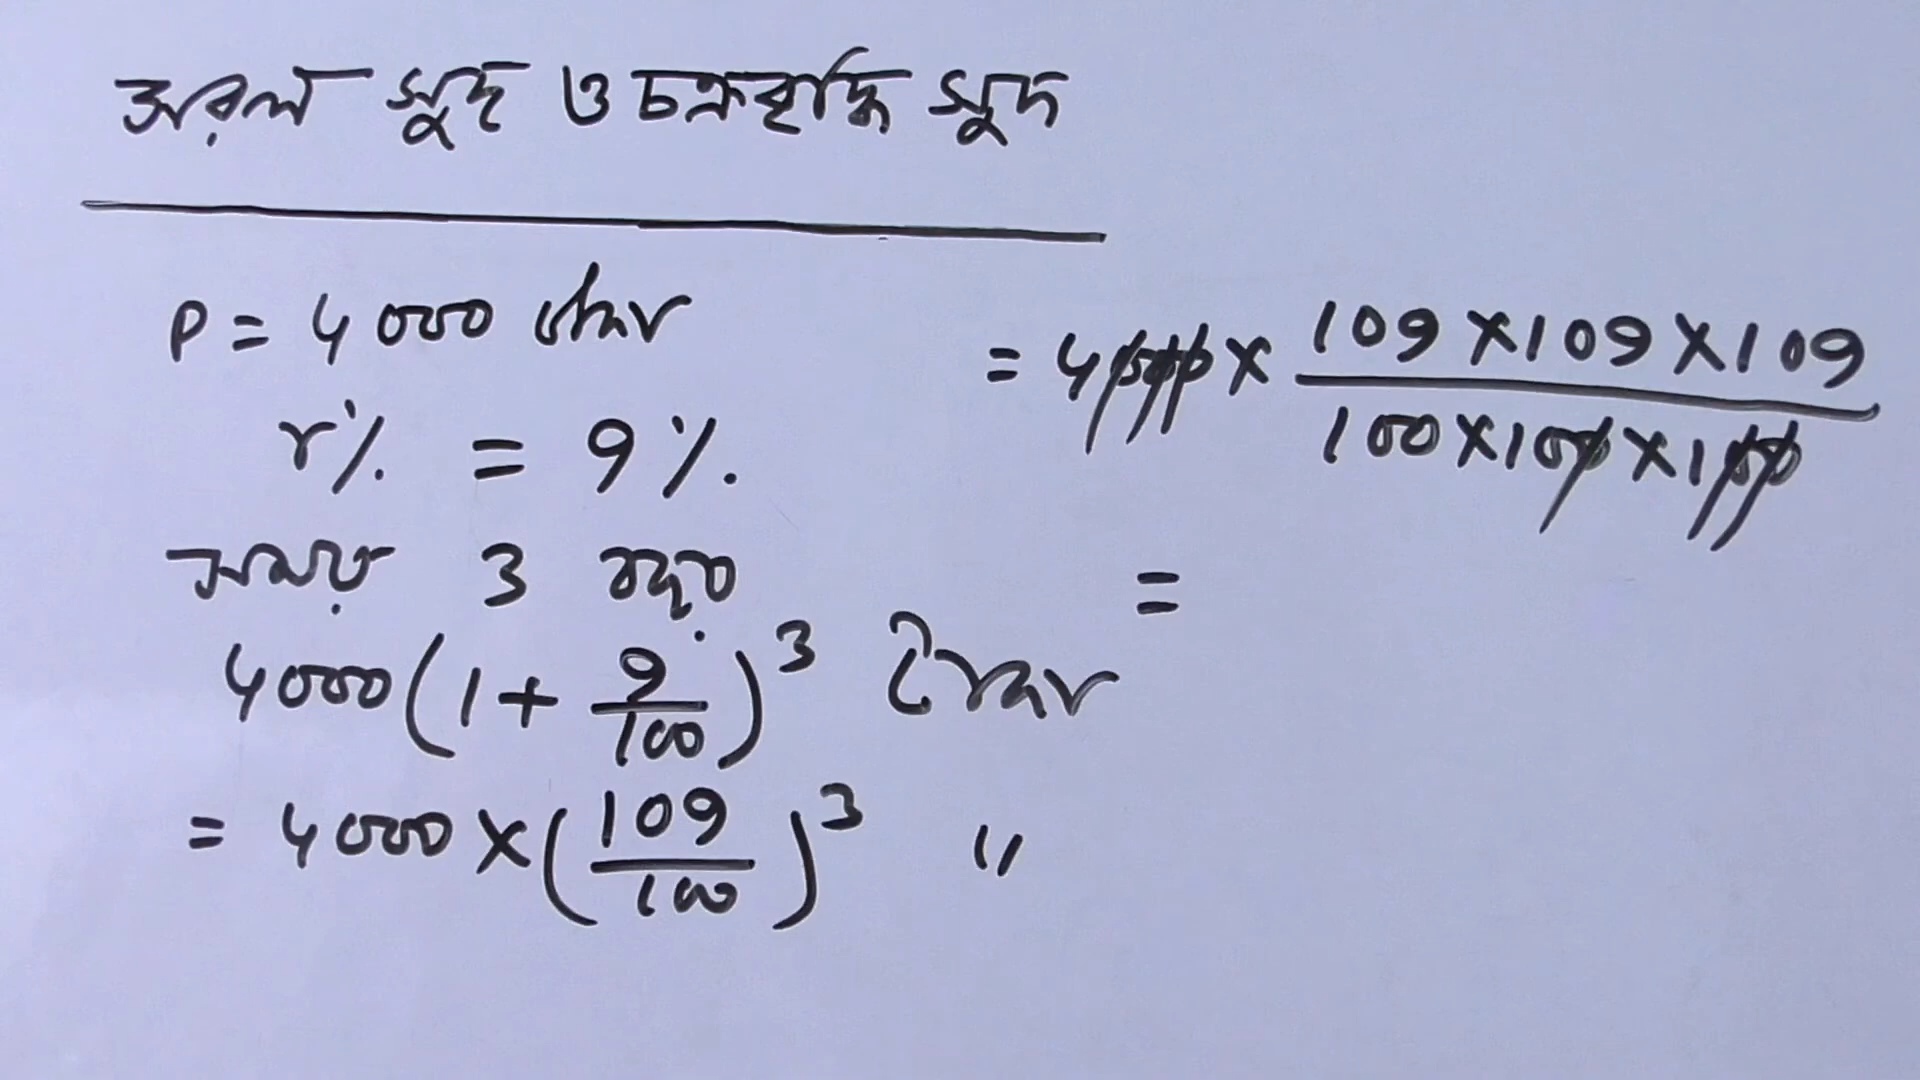 সরল সুদ ও চক্রবৃদ্ধি সুদ
P = 4000 টাকা
r% = 9%.
সময় 3 বছর
4000(1 + 9/100)^3 টাকা
= 4000 × (109/100)^3 "
= 4000 × (109 × 109 × 109)/(100 × 100 × 100)
=